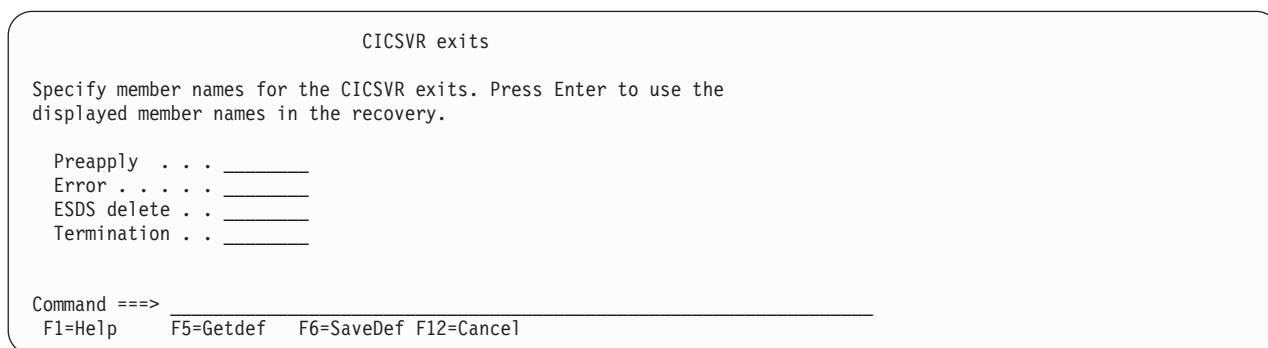 CICSVR exits
Specify member names for the CICSVR exits. Press Enter to use the
displayed member names in the recovery.
Preapply . . . ________
Error . . . . . ________
ESDS delete . . ________
Termination . . ________
Command ===> __________________________________________________________________
F1=Help F5=Getdef F6=SaveDef F12=Cancel